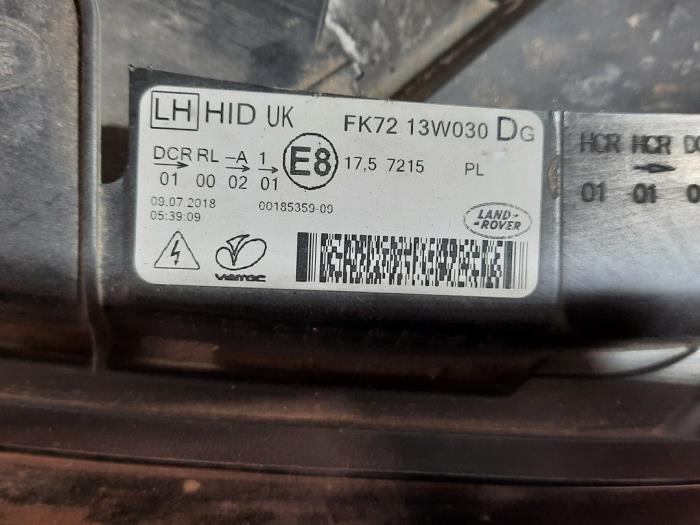 LH HID UK FK72 13W030 DG
DCR RL -A 1
01 00 02 01
E8 17,5 7215 PL
09.07.2018 00185359-09
05:39:09
LAND-
ROVER
HCR HCR
01 01